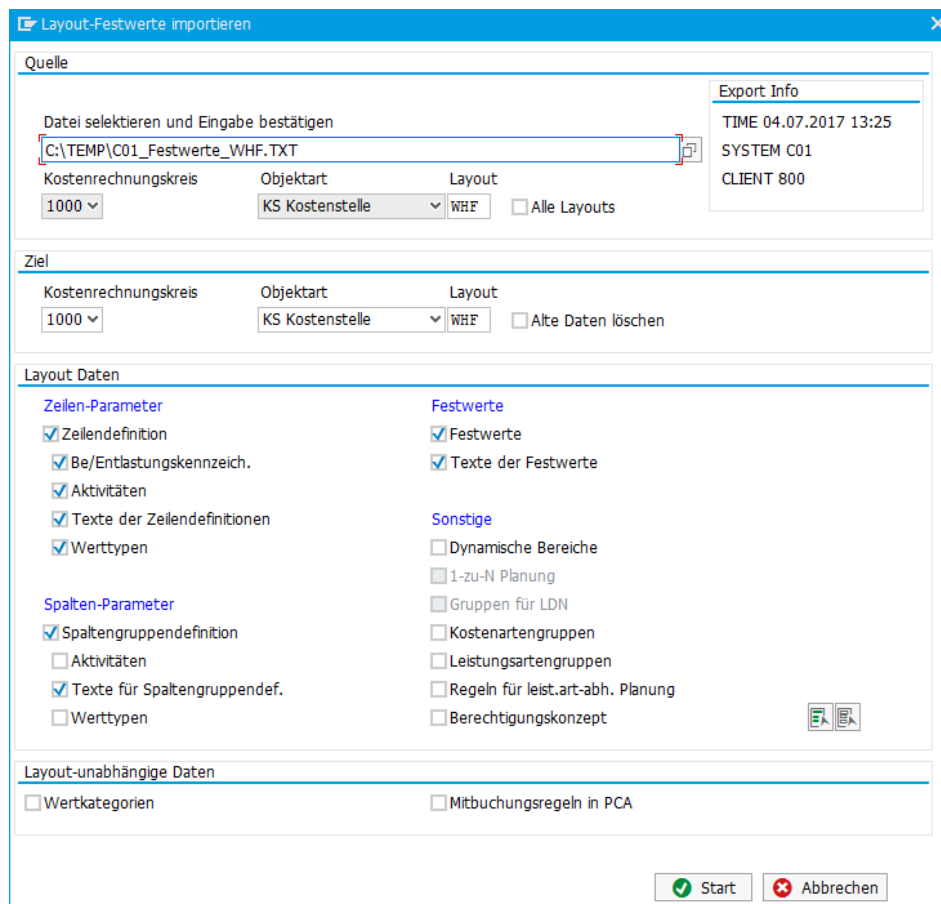 Layout-Festwerte importieren
Quelle
Export Info
TIME 04.07.2017 13:25
SYSTEM C01
CLIENT 800
Datei selektieren und Eingabe bestätigen
C:\TEMP\C01_Festwerte_WHF.TXT
Kostenrechnungskreis Objektart Layout
1000 KS Kostenstelle WHF Alle Layouts
Ziel
Kostenrechnungskreis Objektart Layout
1000 KS Kostenstelle WHF Alte Daten löschen
Layout Daten
Zeilen-Parameter
Zeilendefinition
Be/Entlastungskennzeich.
Aktivitäten
Texte der Zeilendefinitionen
Werttypen
Spalten-Parameter
Spaltengruppendefinition
Aktivitäten
Texte für Spaltengruppendef.
Werttypen
Festwerte
Festwerte
Texte der Festwerte
Sonstige
Dynamische Bereiche
1-zu-N Planung
Gruppen für LDN
Kostenartengruppen
Leistungsartengruppen
Regeln für leist.art-abh. Planung
Berechtigungskonzept
Layout-unabhängige Daten
Wertkategorien Mitbuchungsregeln in PCA
Start Abbrechen